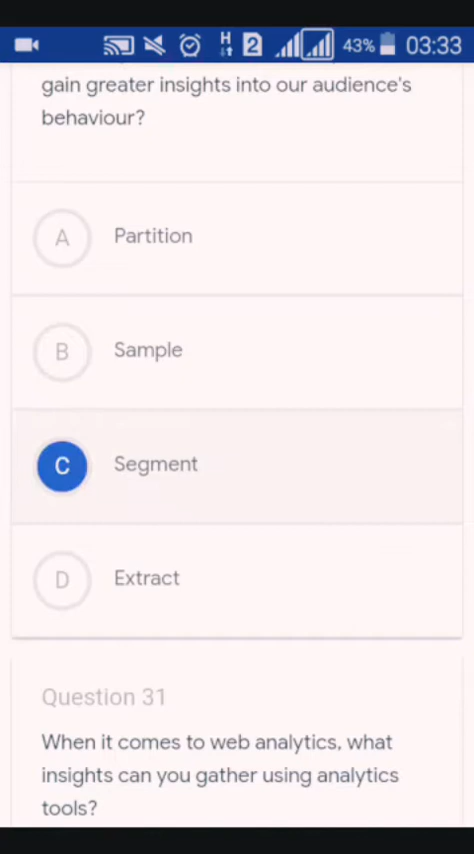 H 2 43% 03:33
gain greater insights into our audience's
behaviour?
A Partition
B Sample
C Segment
D Extract
Question 31
When it comes to web analytics, what
insights can you gather using analytics
tools?